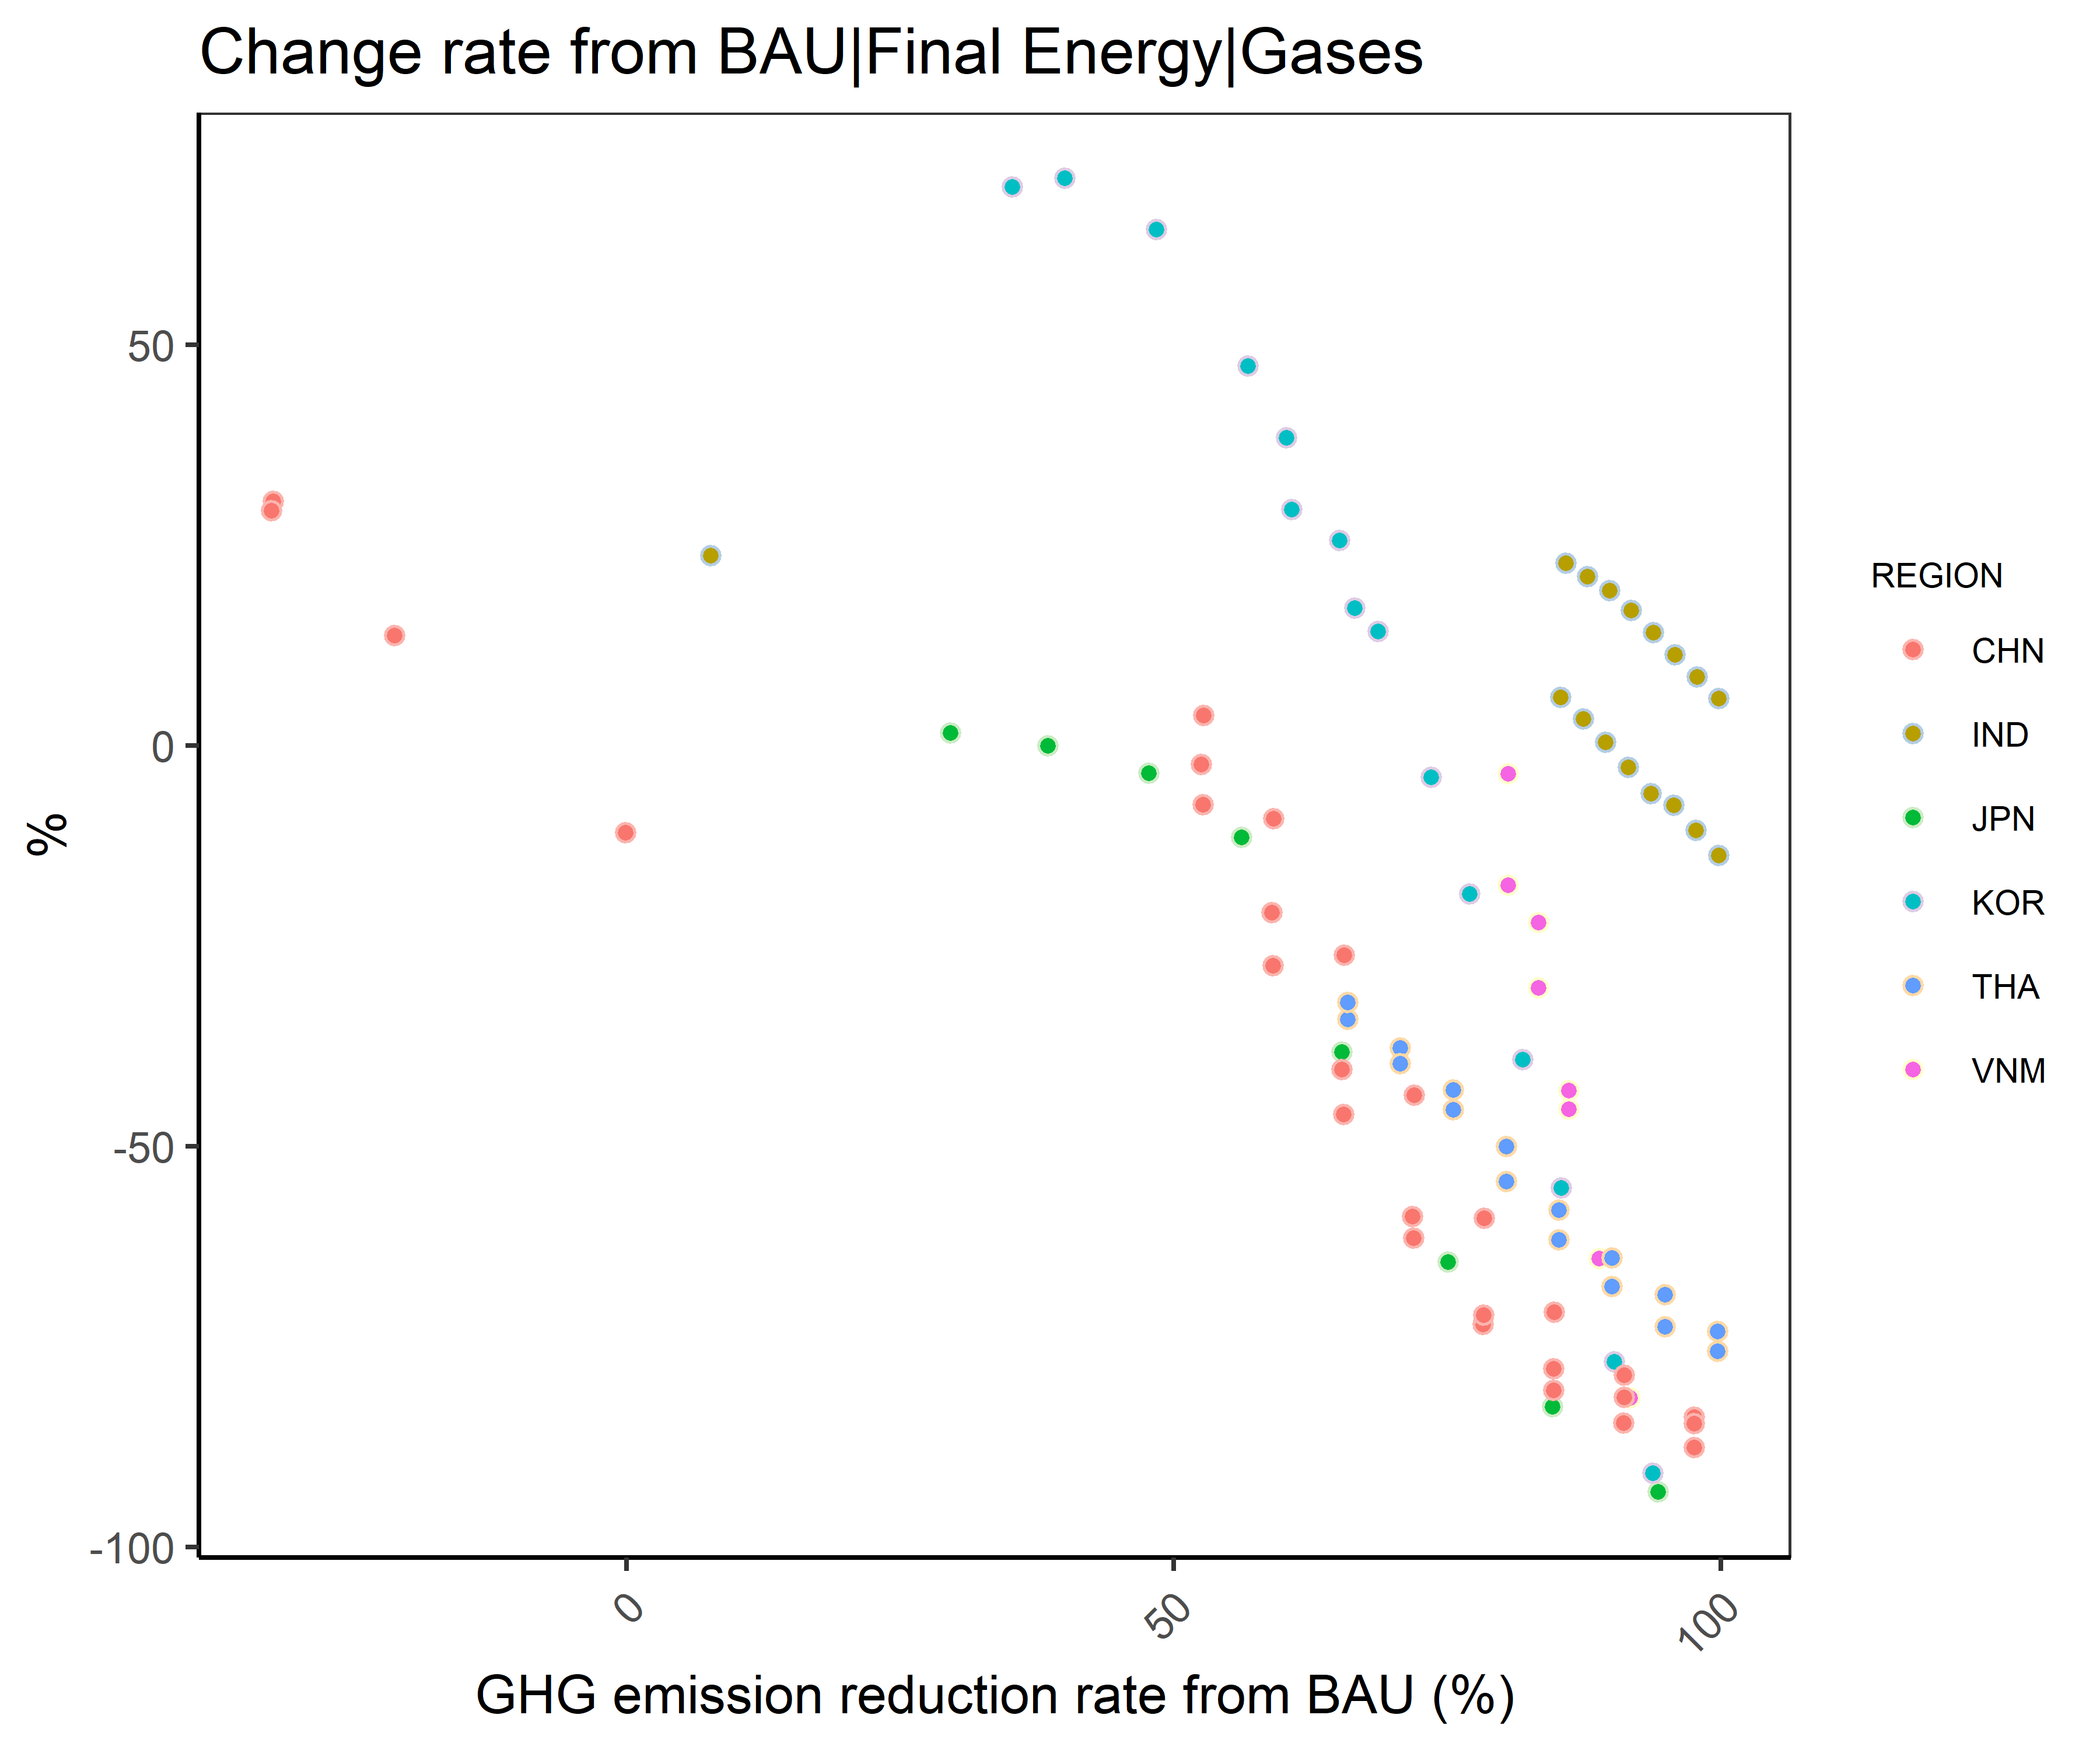 Change rate from BAU|Final Energy|Gases
50
0
-50
-100
%
0
50
100
GHG emission reduction rate from BAU (%)
REGION
CHN
IND
JPN
KOR
THA
VNM